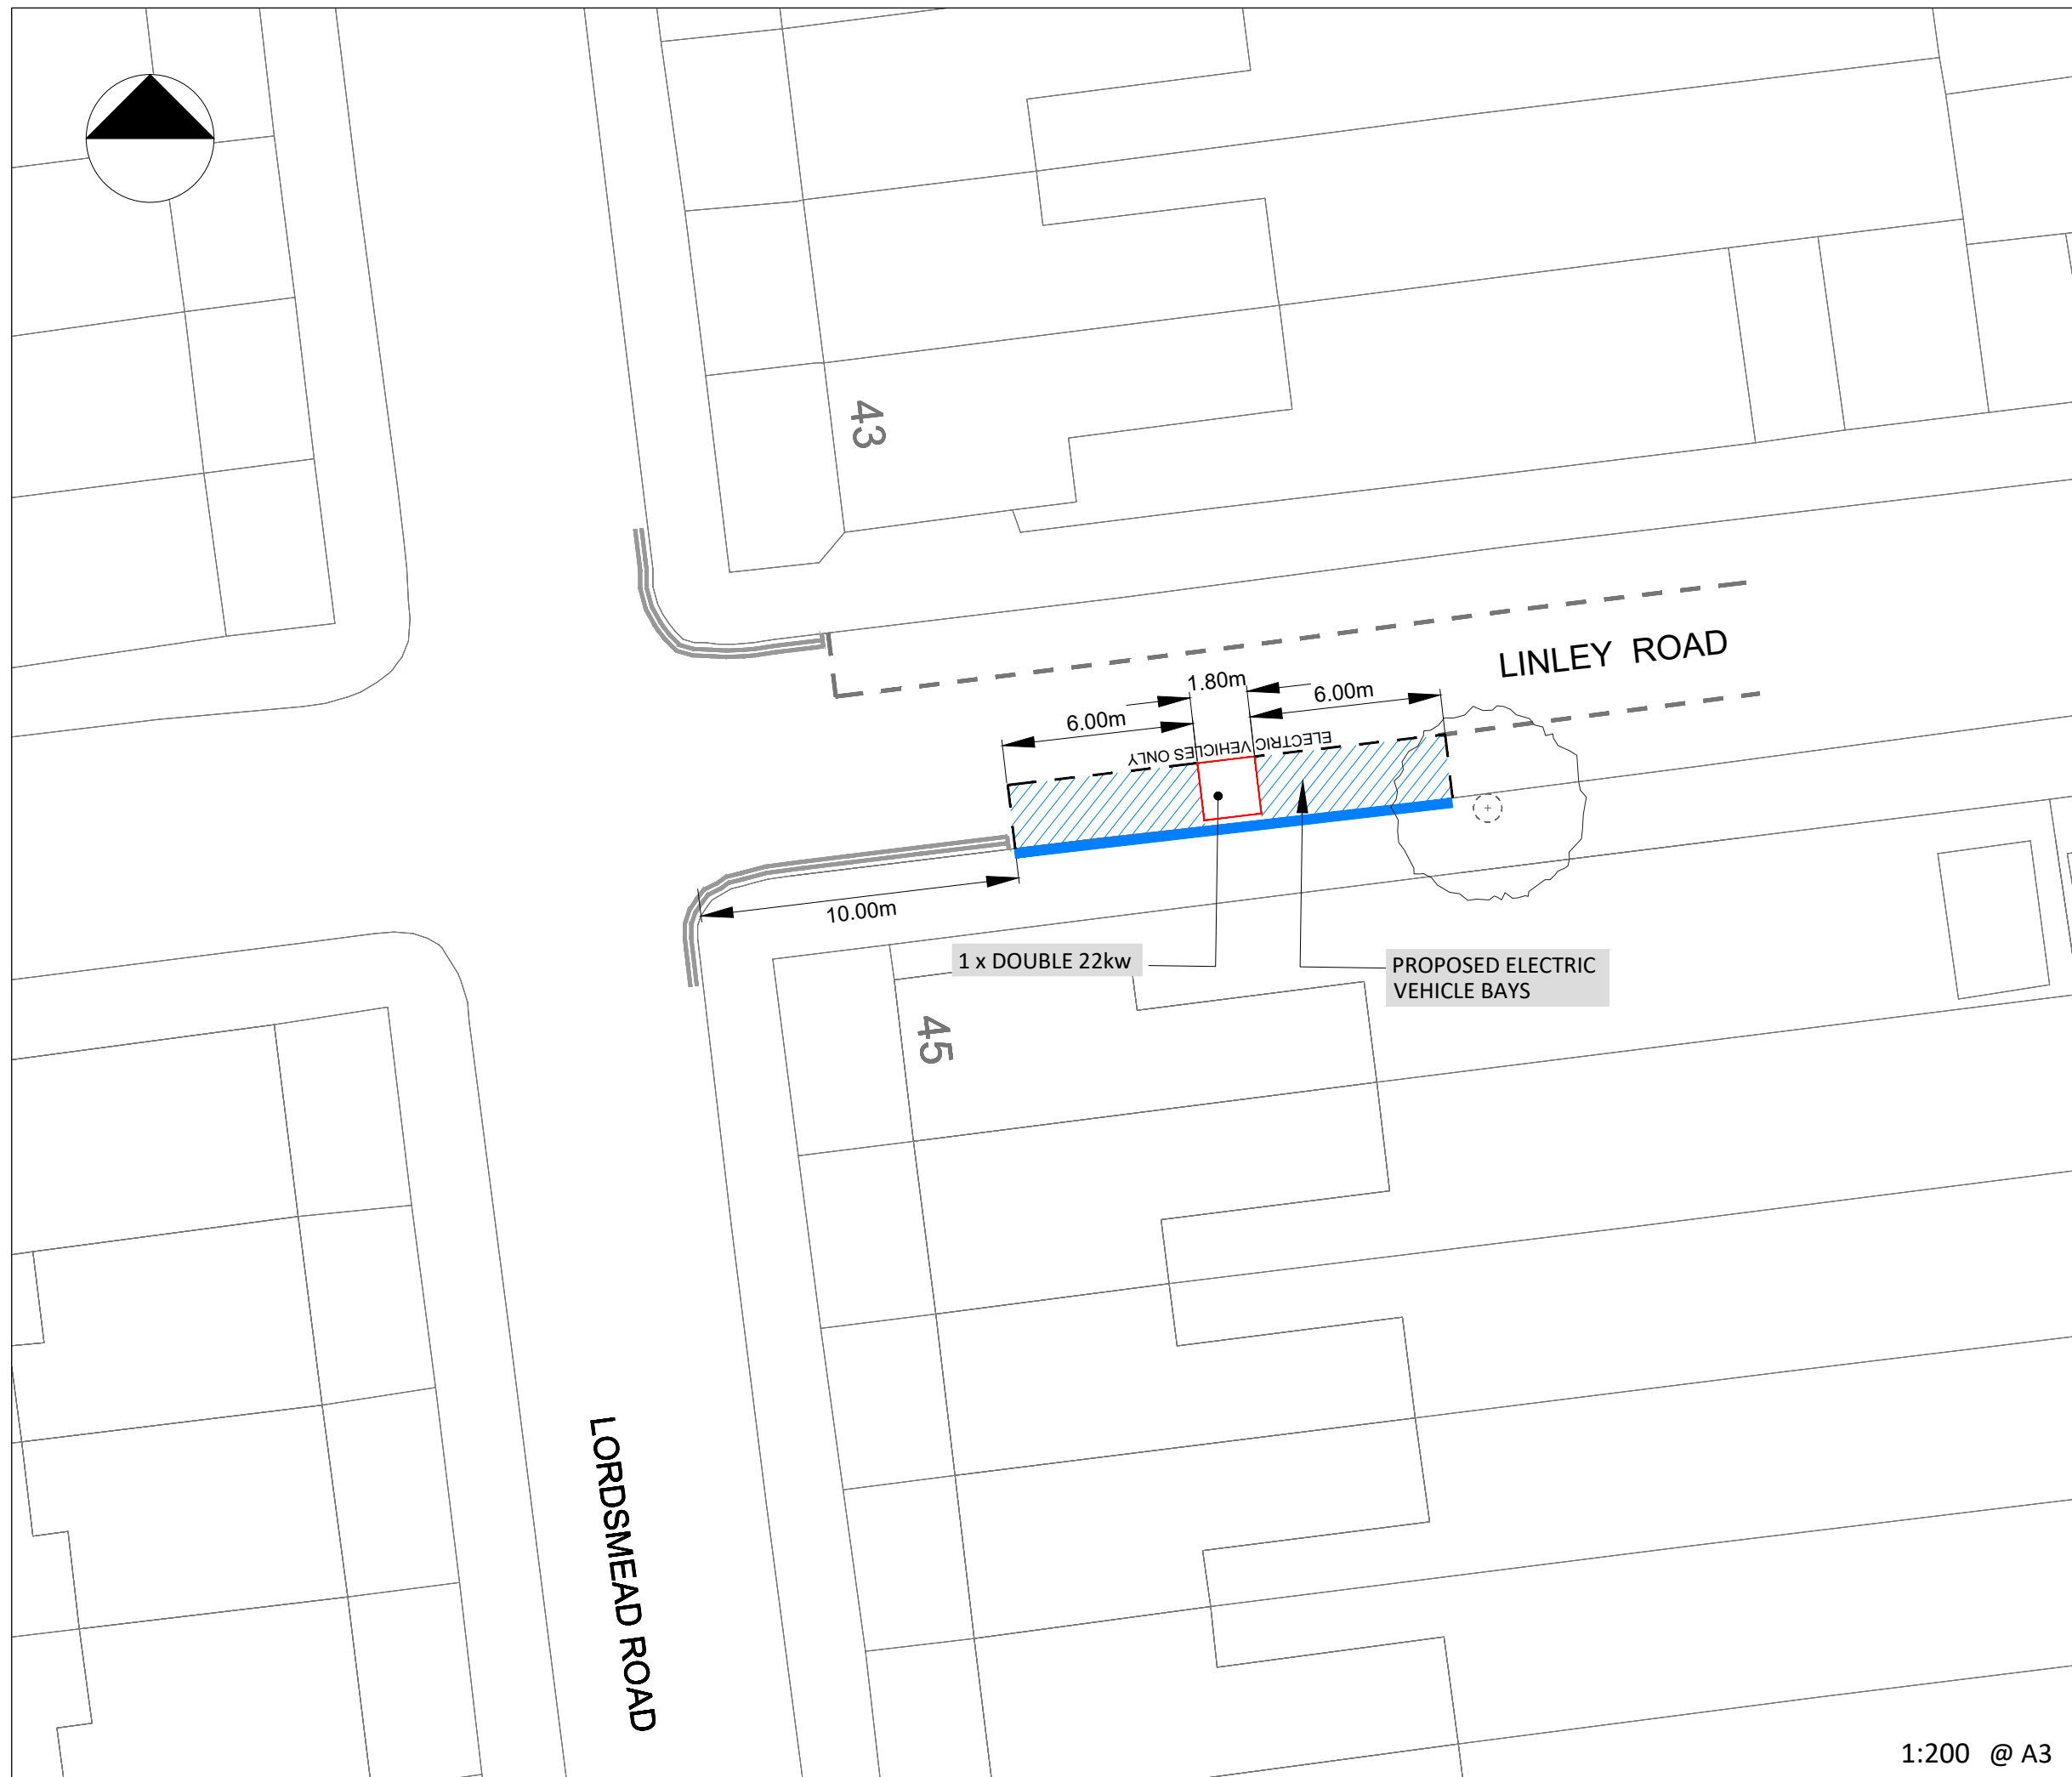 43
LINLEY ROAD
1.80m
6.00m
6.00m
ELECTRIC VEHICLES ONLY
10.00m
1 x DOUBLE 22kw
PROPOSED ELECTRIC
VEHICLE BAYS
45
LORDSMEAD ROAD
1:200 @ A3